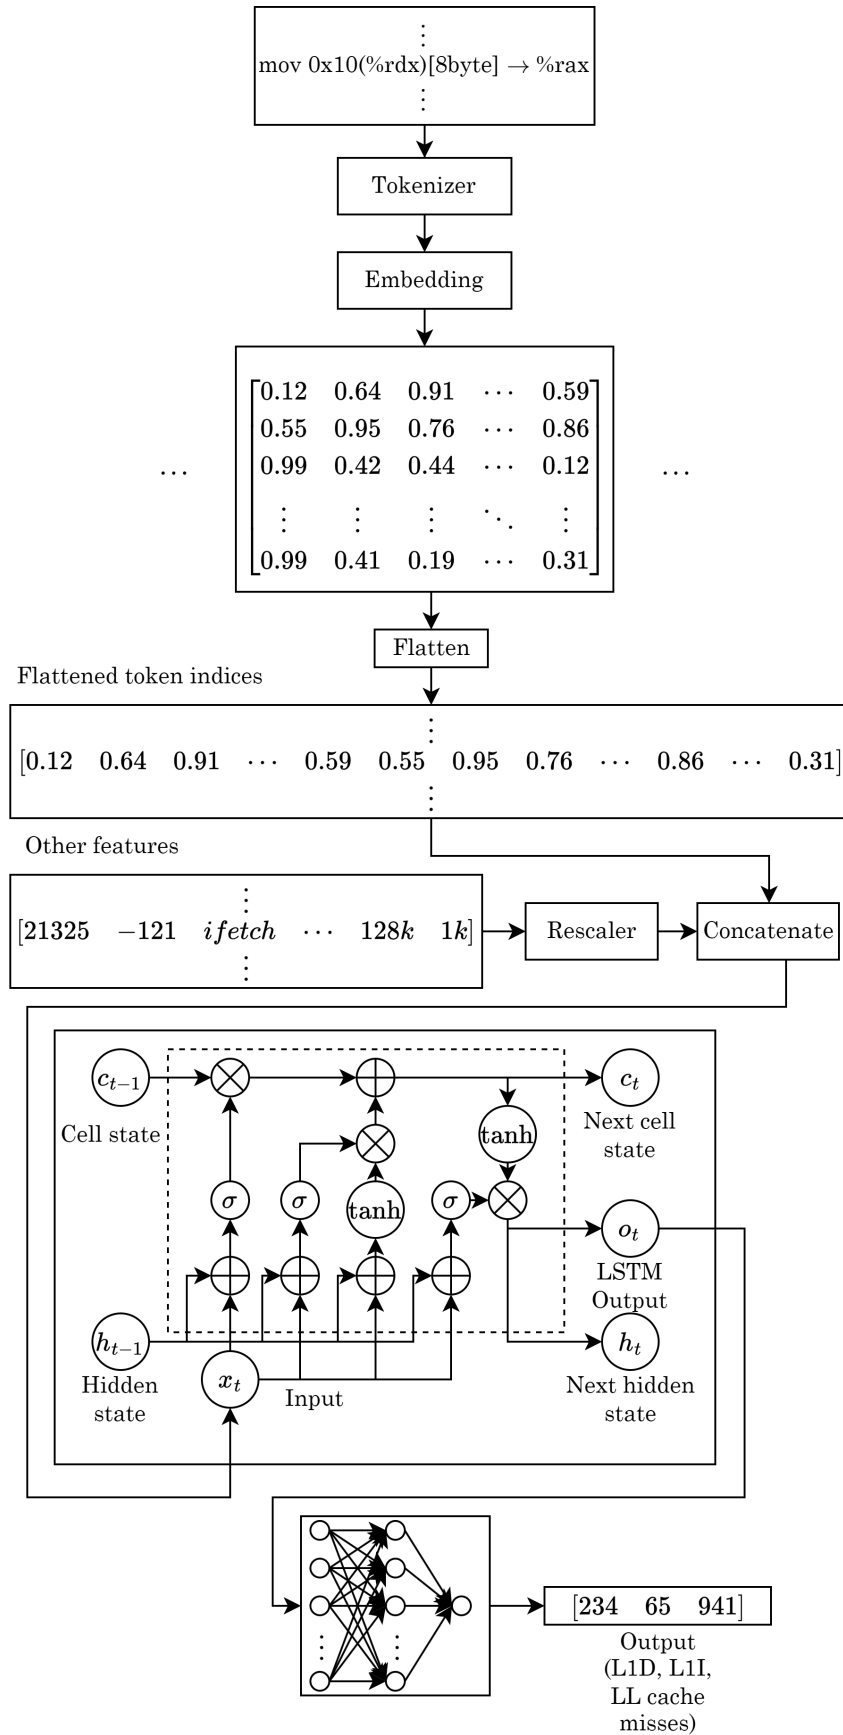 ⋮
mov 0x10(%rdx)[8byte] → %rax
⋮
Tokenizer
Embedding
[0.12 0.64 0.91 ⋯ 0.59]
0.55 0.95 0.76 ⋯ 0.86
⋯ 0.99 0.42 0.44 ⋯ 0.12 ⋯
⋮ ⋮ ⋮ ⋱ ⋮
0.99 0.41 0.19 ⋯ 0.31
Flatten
Flattened token indices
⋮
[0.12 0.64 0.91 ⋯ 0.59 0.55 0.95 0.76 ⋯ 0.86 ⋯ 0.31]
⋮
Other features
⋮
[21325 −121 ifetch ⋯ 128k 1k]
⋮
Rescaler
Concatenate
c_{t−1}
Cell state
c_t
Next cell
state
tanh
σ
σ
tanh
σ
o_t
LSTM
Output
h_{t−1}
Hidden
state
x_t
Input
h_t
Next hidden
state
⋮ ⋮
[234 65 941]
Output
(L1D, L1I,
LL cache
misses)